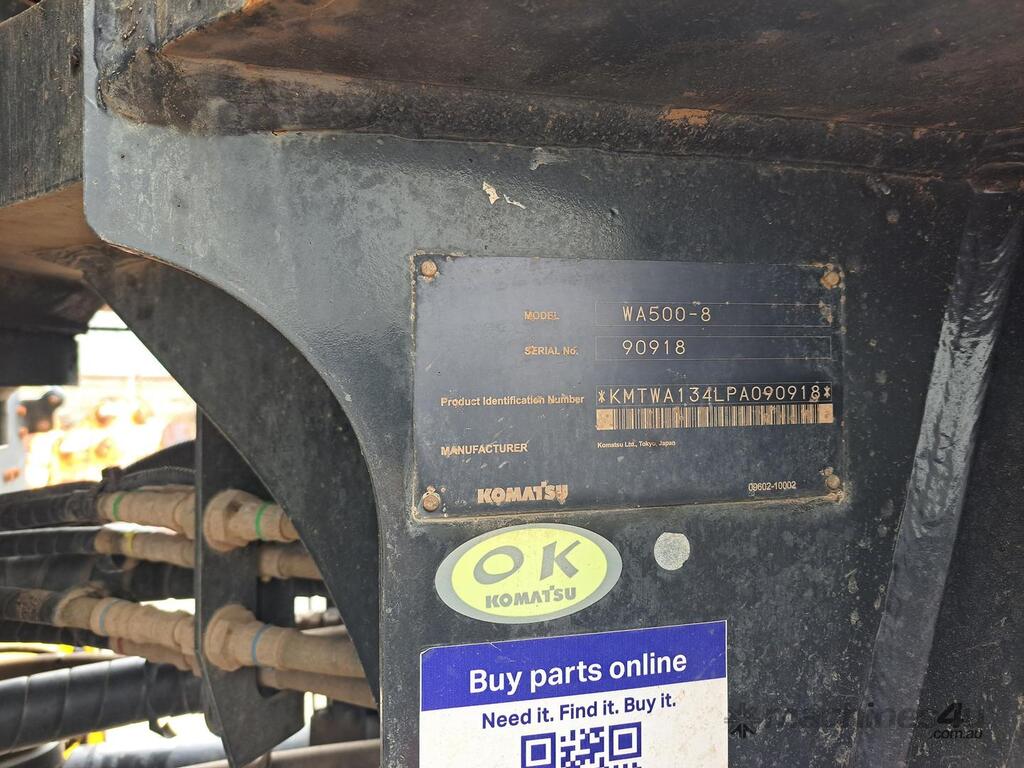 MODEL WA500-8
SERIAL No. 90918
Product Identification Number *KMTWA134LPA090918*
MANUFACTURER Komatsu Ltd., Tokyo, Japan
KOMATSU 09602-10002
OK
KOMATSU
Buy parts online
Need it. Find it. Buy it.
machines4u
.com.au